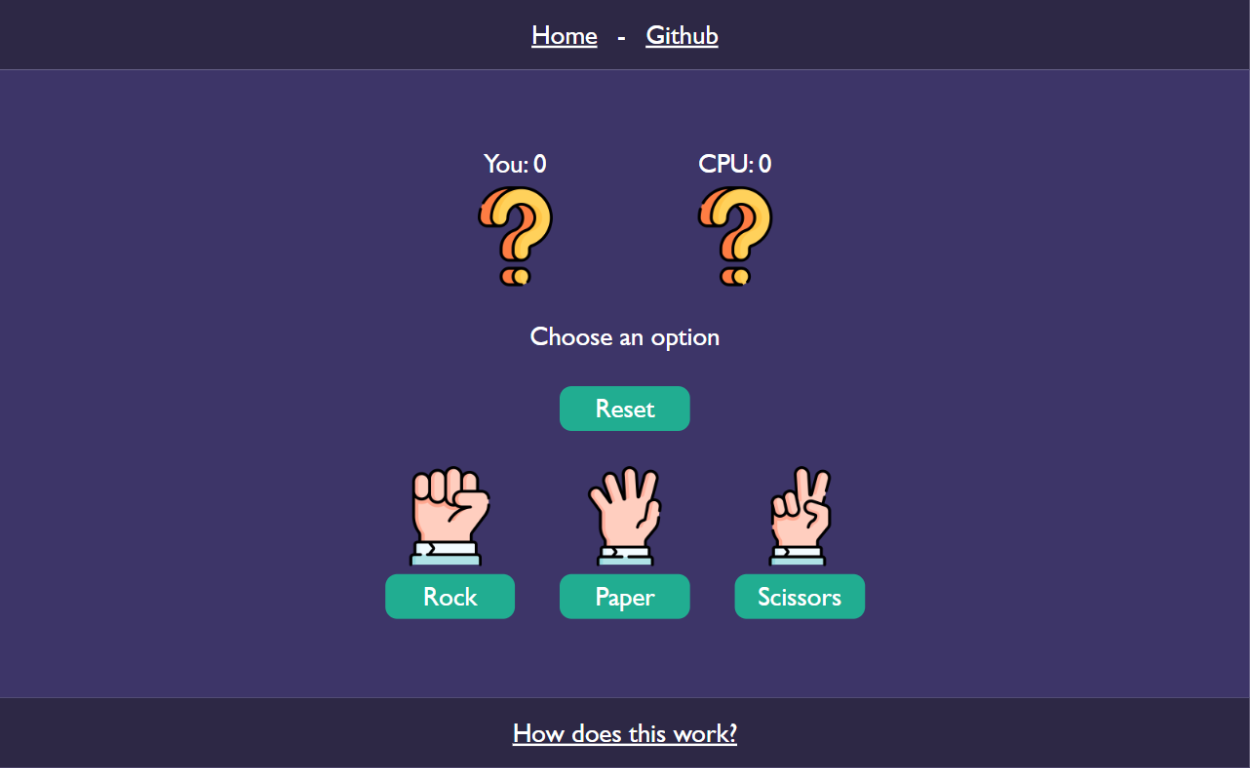 Home - Github
You: 0 CPU: 0
Choose an option
Reset
Rock Paper Scissors
How does this work?